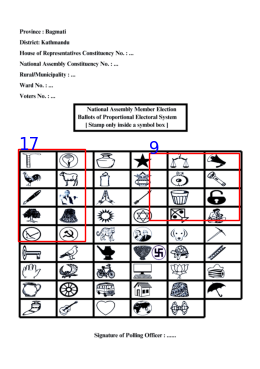 Province : Bagmati
District: Kathmandu
House of Representatives Constituency No. : ...
National Assembly Constituency No. : ...
Rural/Municipality : ...
Ward No. : ...
Voters No. : ...
National Assembly Member Election
Ballots of Proportional Electoral System
[ Stamp only inside a symbol box ]
17
9
Signature of Polling Officer : ......